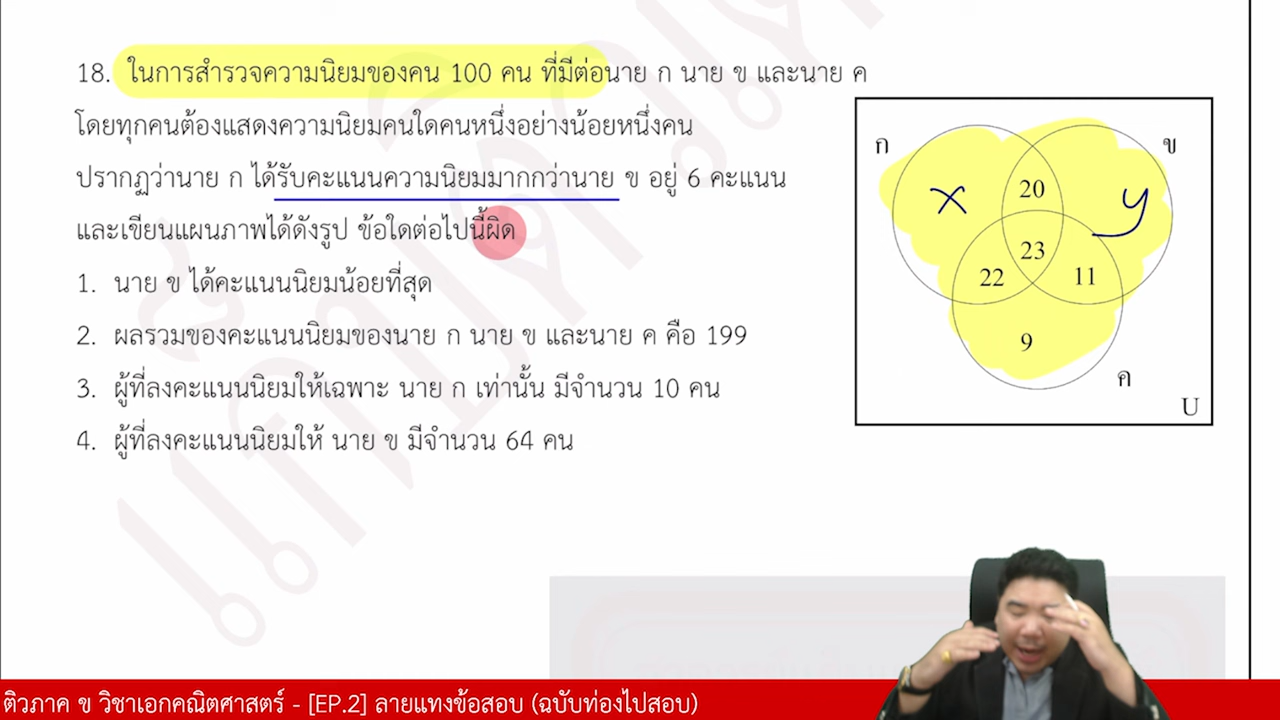 18. ในการสำรวจความนิยมของคน 100 คน ที่มีต่อนาย ก นาย ข และนาย ค
โดยทุกคนต้องแสดงความนิยมคนใดคนหนึ่งอย่างน้อยหนึ่งคน
ปรากฏว่านาย ก ได้รับคะแนนความนิยมมากกว่านาย ข อยู่ 6 คะแนน
และเขียนแผนภาพได้ดังรูป ข้อใดต่อไปนี้ผิด
1. นาย ข ได้คะแนนนิยมน้อยที่สุด
2. ผลรวมของคะแนนนิยมของนาย ก นาย ข และนาย ค คือ 199
3. ผู้ที่ลงคะแนนนิยมให้เฉพาะ นาย ก เท่านั้น มีจำนวน 10 คน
4. ผู้ที่ลงคะแนนนิยมให้ นาย ข มีจำนวน 64 คน
ก
ข
x
20
y
23
22
11
9
ค
U
ติวภาค ข วิชาเอกคณิตศาสตร์ - [EP.2] ลายแทงข้อสอบ (ฉบับท่องไปสอบ)